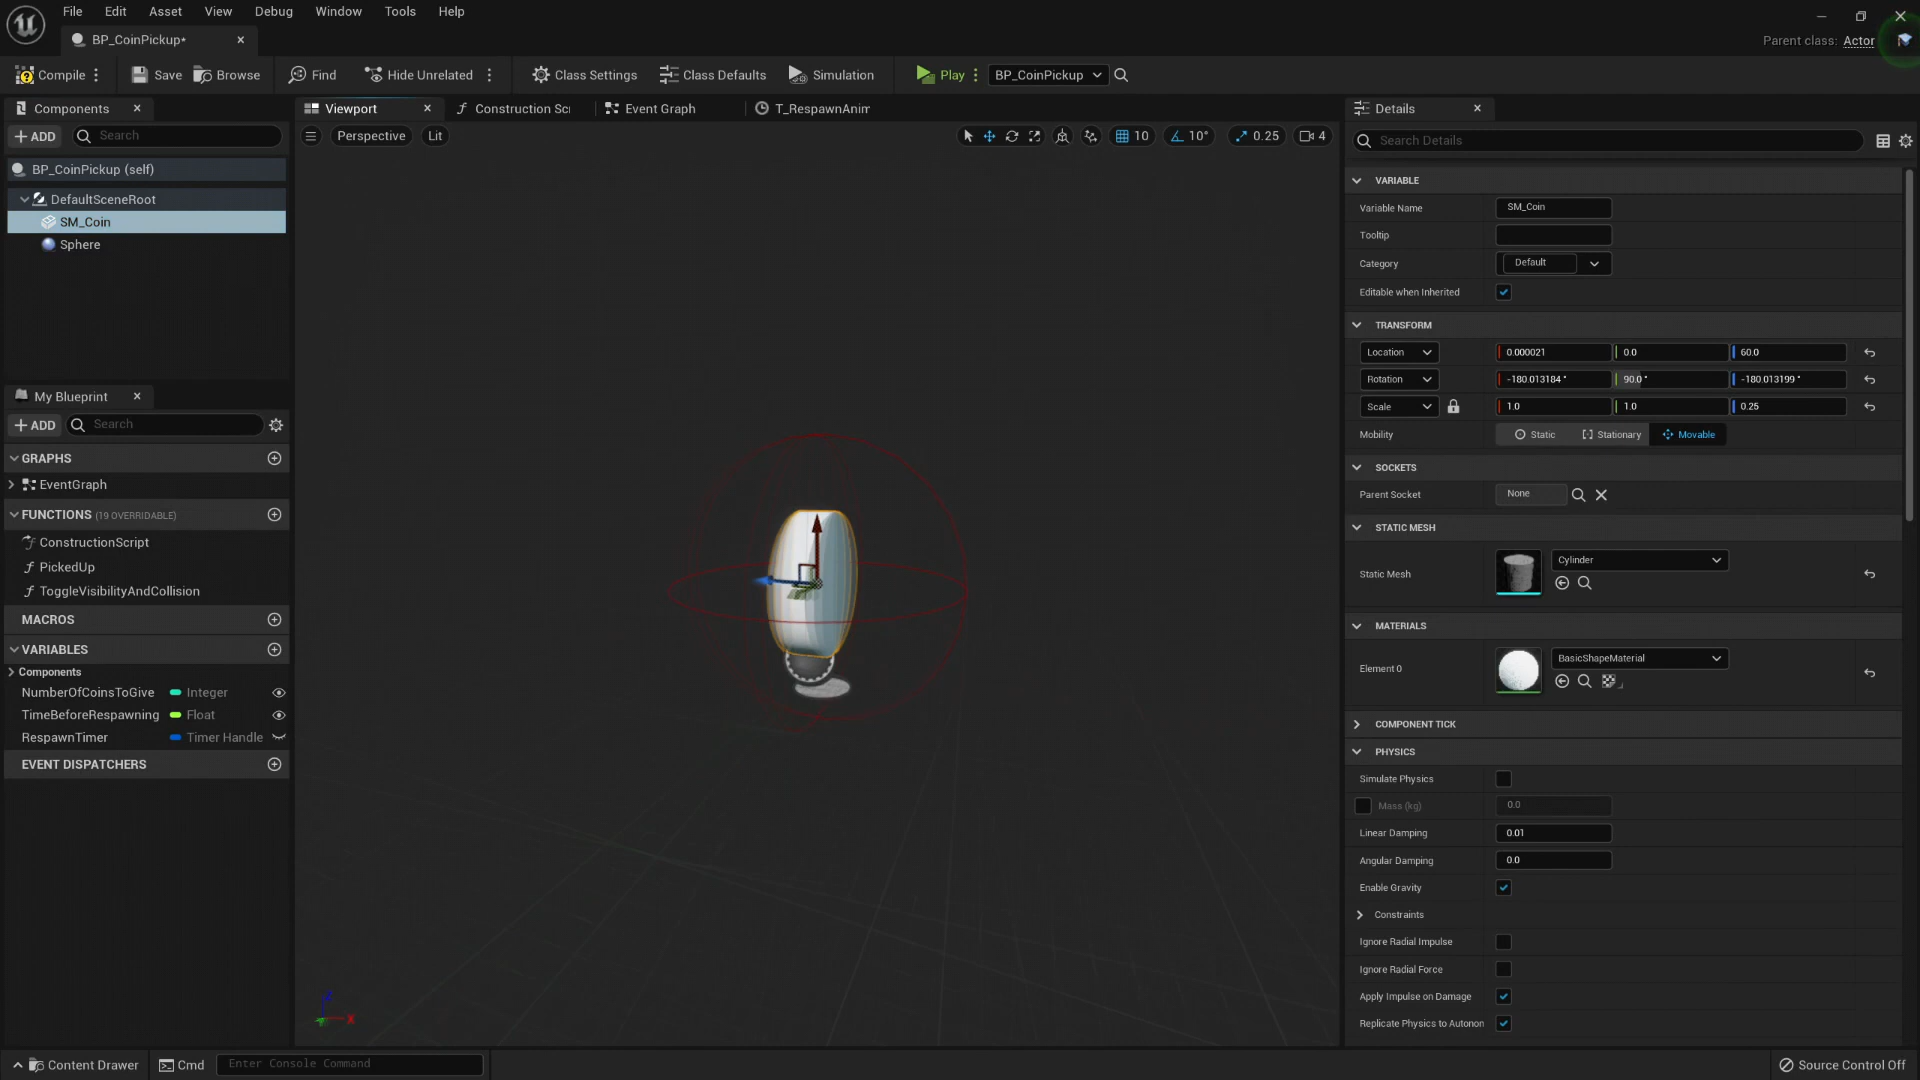 File Edit Asset View Debug Window Tools Help
BP_CoinPickup*
Parent class: Actor
Compile Save Browse Find Hide Unrelated Class Settings Class Defaults Simulation Play BP_CoinPickup
Components
ADD Search
BP_CoinPickup (self)
DefaultSceneRoot
SM_Coin
Sphere
My Blueprint
ADD Search
GRAPHS
EventGraph
FUNCTIONS (19 OVERRIDABLE)
ConstructionScript
PickedUp
ToggleVisibilityAndCollision
MACROS
VARIABLES
Components
NumberOfCoinsToGive Integer
TimeBeforeRespawning Float
RespawnTimer Timer Handle
EVENT DISPATCHERS
Viewport Construction Sc Event Graph T_RespawnAnim
Perspective Lit 10 10° 0.25 4
Z
X
Details
Search Details
VARIABLE
Variable Name SM_Coin
Tooltip
Category Default
Editable when Inherited
TRANSFORM
Location 0.000021 0.0 60.0
Rotation -180.013184 ° 90.0 ° -180.013199 °
Scale 1.0 1.0 0.25
Mobility Static Stationary Movable
SOCKETS
Parent Socket None
STATIC MESH
Static Mesh Cylinder
MATERIALS
Element 0 BasicShapeMaterial
COMPONENT TICK
PHYSICS
Simulate Physics
Mass (kg) 0.0
Linear Damping 0.01
Angular Damping 0.0
Enable Gravity
Constraints
Ignore Radial Impulse
Ignore Radial Force
Apply Impulse on Damage
Replicate Physics to Autonon
Content Drawer Cmd Enter Console Command Source Control Off